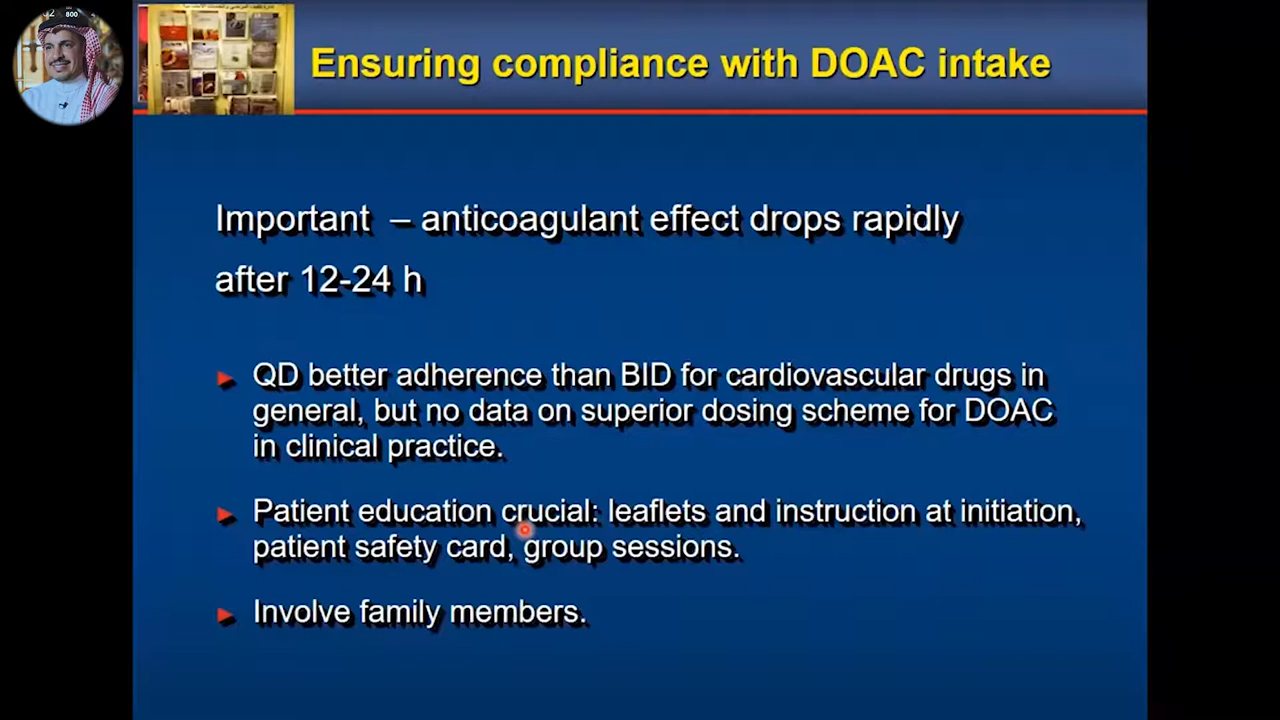 Ensuring compliance with DOAC intake
Important – anticoagulant effect drops rapidly
after 12-24 h
► QD better adherence than BID for cardiovascular drugs in
general, but no data on superior dosing scheme for DOAC
in clinical practice.
► Patient education crucial: leaflets and instruction at initiation,
patient safety card, group sessions.
► Involve family members.